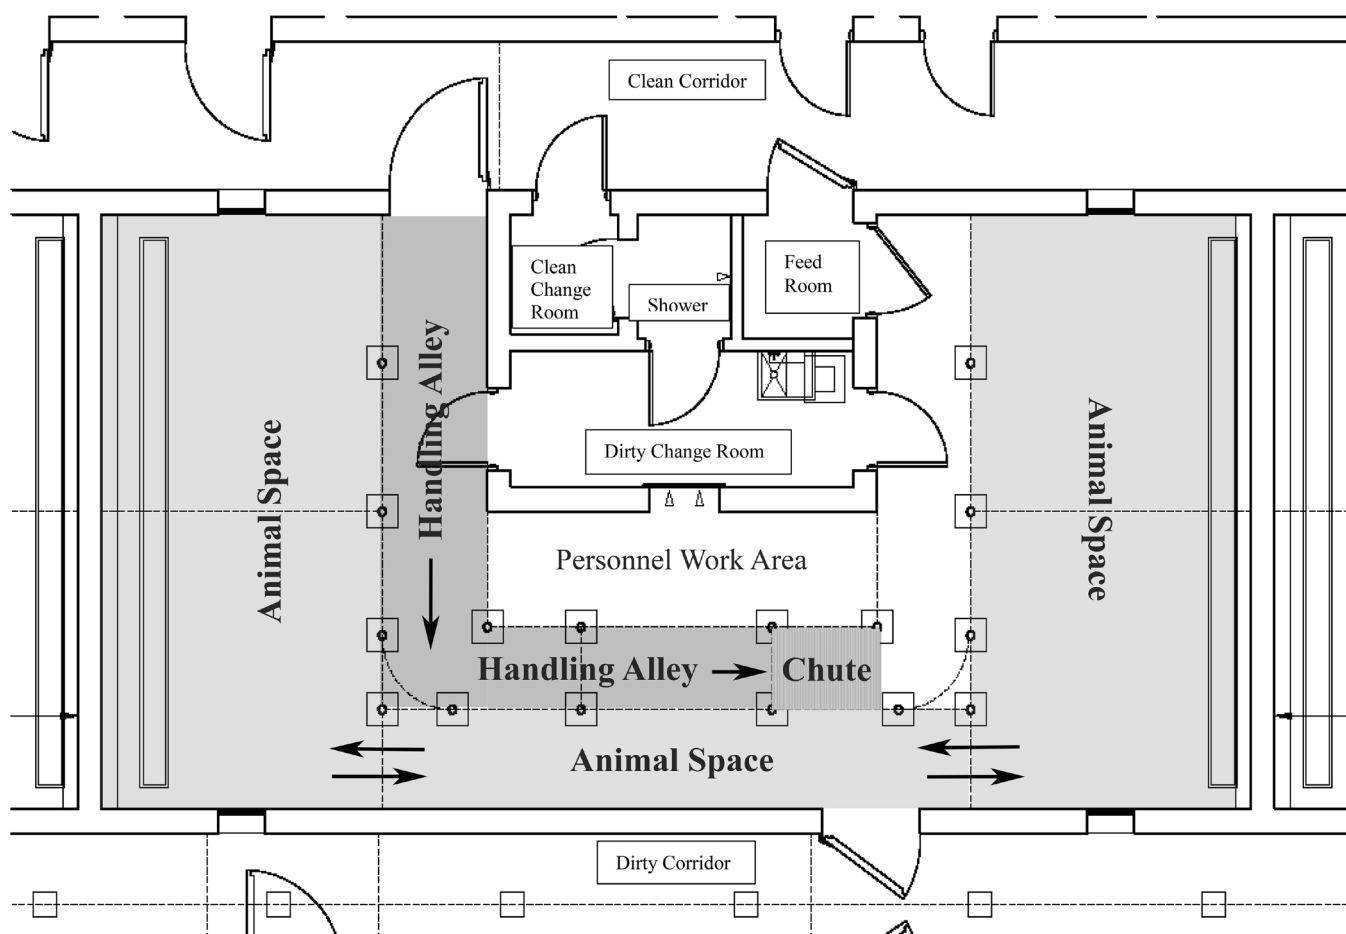 Clean Corridor
Clean
Change
Room
Shower
Feed
Room
Handling Alley
Animal Space
Dirty Change Room
Animal Space
Personnel Work Area
Handling Alley
Chute
Animal Space
Dirty Corridor